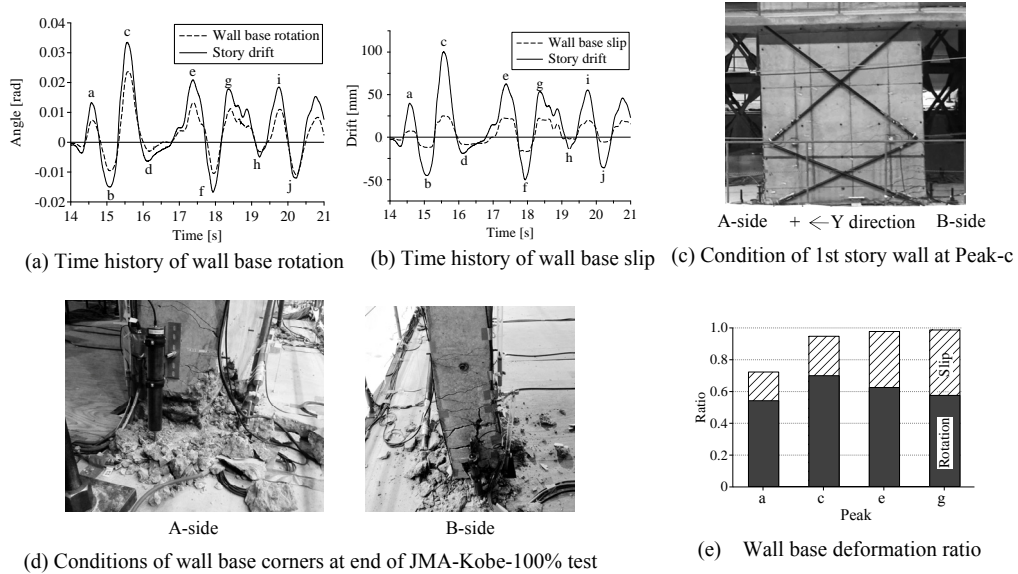 0.04
0.03
0.02
0.01
0
-0.01
-0.02
Angle [rad]
Wall base rotation
Story drift
a
b
c
d
e
f
g
h
i
j
14 15 16 17 18 19 20 21
Time [s]
(a) Time history of wall base rotation
100
50
0
-50
Drift [mm]
Wall base slip
Story drift
a
b
c
d
e
f
g
h
i
j
14 15 16 17 18 19 20 21
Time [s]
(b) Time history of wall base slip
A-side + ← Y direction B-side
(c) Condition of 1st story wall at Peak-c
A-side
B-side
(d) Conditions of wall base corners at end of JMA-Kobe-100% test
1.0
0.8
0.6
0.4
0.2
0
Ratio
Slip
Rotation
a c e g
Peak
(e) Wall base deformation ratio